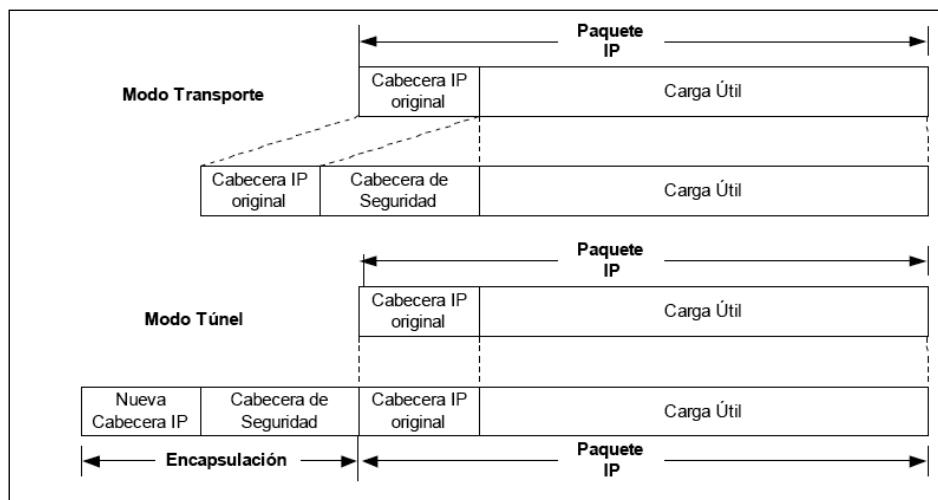 Paquete
IP
Modo Transporte
Cabecera IP
original
Carga Útil
Cabecera IP
original
Cabecera de
Seguridad
Carga Útil
Paquete
IP
Modo Túnel
Cabecera IP
original
Carga Útil
Nueva
Cabecera IP
Cabecera de
Seguridad
Cabecera IP
original
Carga Útil
Encapsulación
Paquete
IP